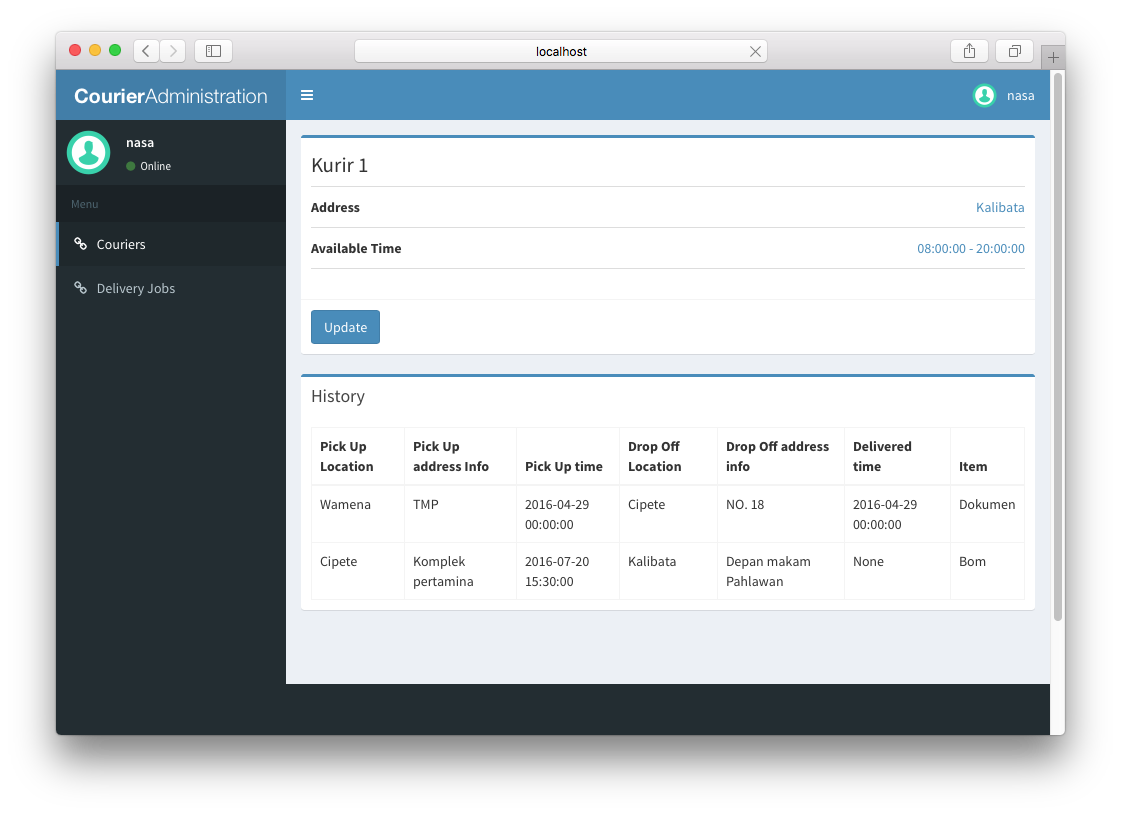 localhost
CourierAdministration
nasa
nasa
Online
Menu
Couriers
Delivery Jobs
Kurir 1
Address Kalibata
Available Time 08:00:00 - 20:00:00
Update
History
Pick Up Pick Up Drop Off Drop Off address Delivered
Location address Info Pick Up time Location info time Item
Wamena TMP 2016-04-29 Cipete NO. 18 2016-04-29 Dokumen
00:00:00 00:00:00
Cipete Komplek 2016-07-20 Kalibata Depan makam None Bom
pertamina 15:30:00 Pahlawan